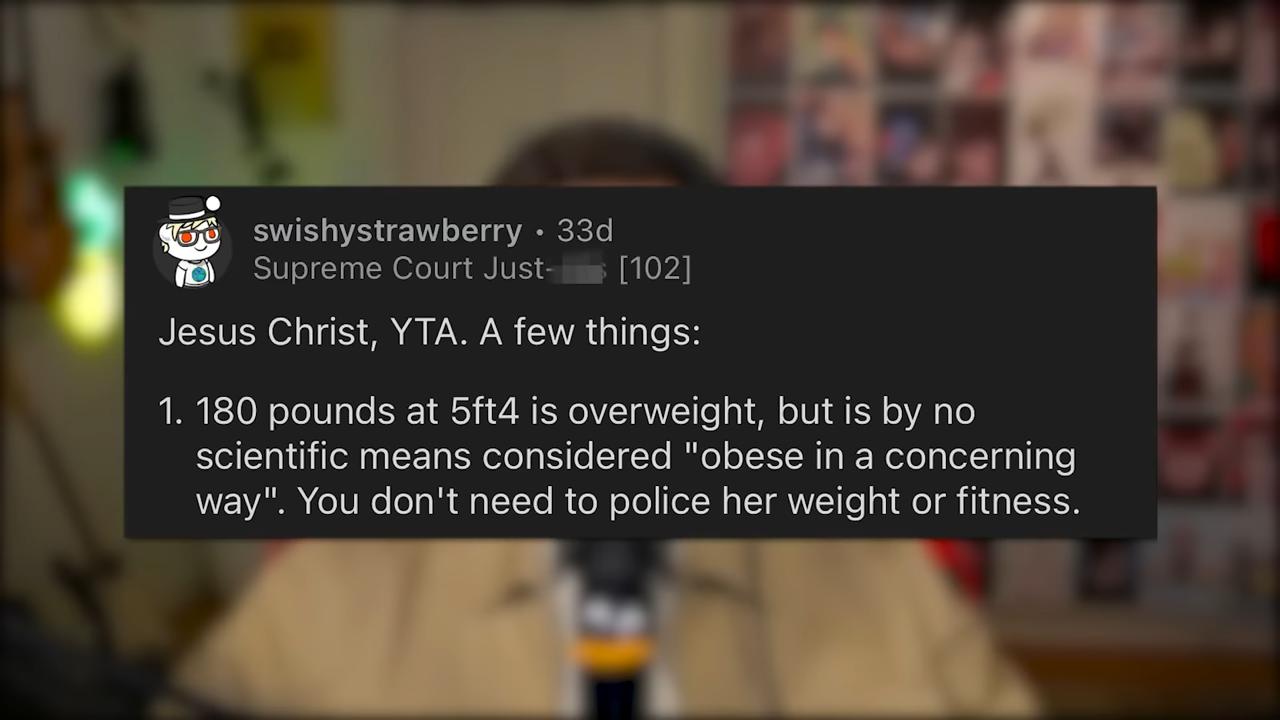 swishystrawberry • 33d
Supreme Court Just- [102]
Jesus Christ, YTA. A few things:
1. 180 pounds at 5ft4 is overweight, but is by no
scientific means considered "obese in a concerning
way". You don't need to police her weight or fitness.